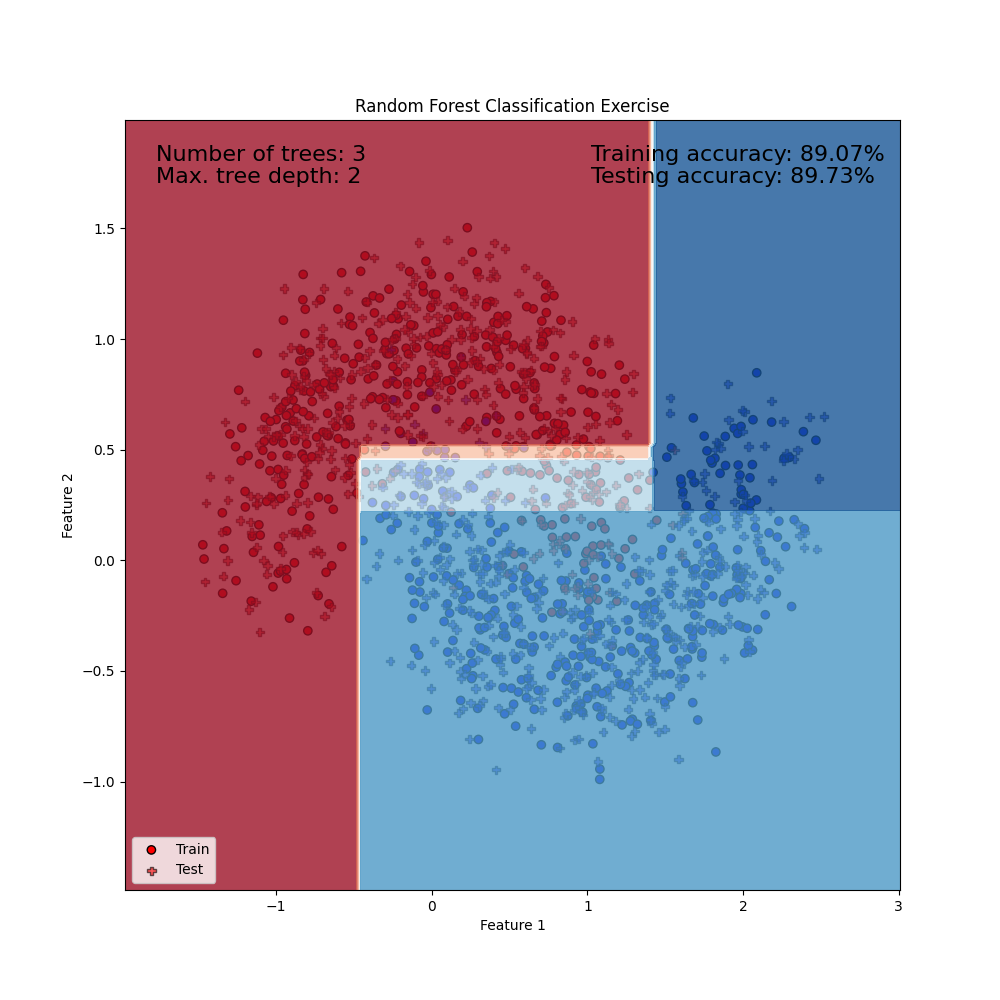 Random Forest Classification Exercise
Number of trees: 3
Max. tree depth: 2
Training accuracy: 89.07%
Testing accuracy: 89.73%
1.5
1.0
0.5
0.0
−0.5
−1.0
Feature 2
Train
Test
−1
0
1
2
3
Feature 1